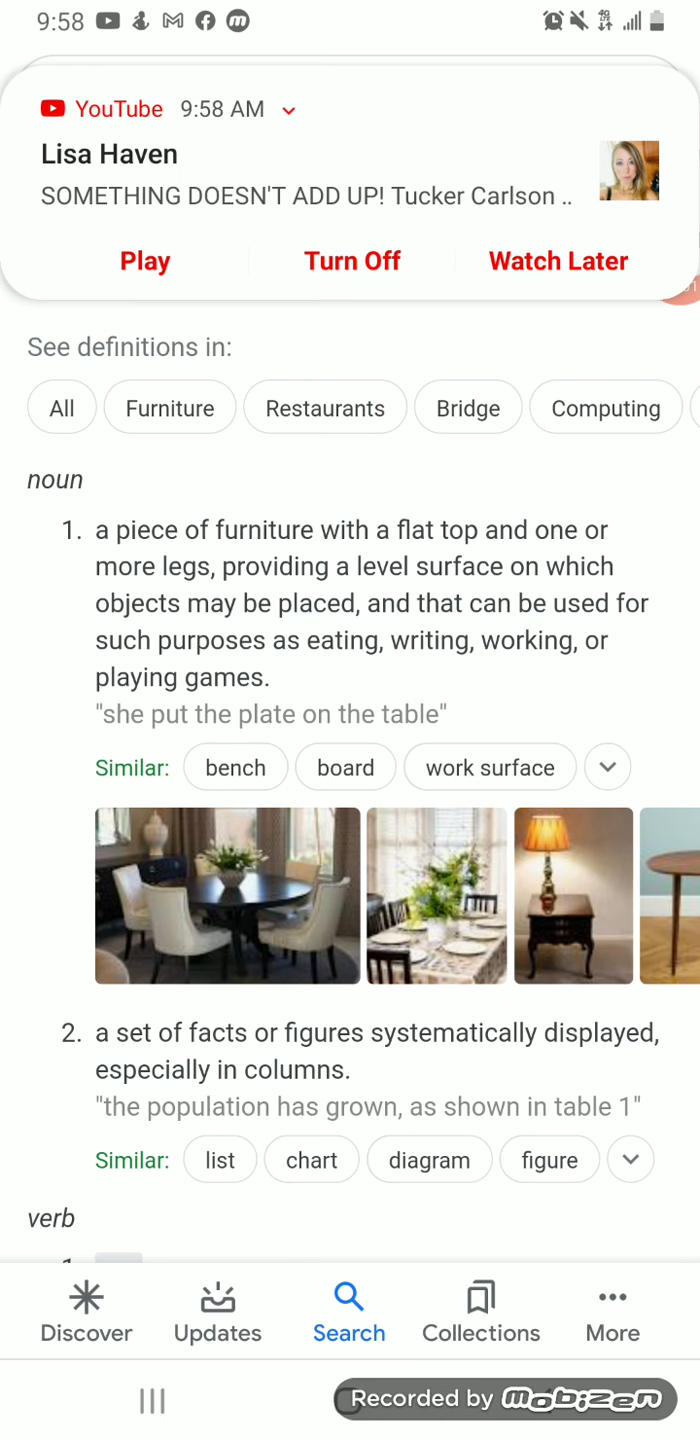 9:58
4G
YouTube 9:58 AM
Lisa Haven
SOMETHING DOESN'T ADD UP! Tucker Carlson ..
Play Turn Off Watch Later
See definitions in:
All Furniture Restaurants Bridge Computing
noun
1. a piece of furniture with a flat top and one or
more legs, providing a level surface on which
objects may be placed, and that can be used for
such purposes as eating, writing, working, or
playing games.
"she put the plate on the table"
Similar: bench board work surface
2. a set of facts or figures systematically displayed,
especially in columns.
"the population has grown, as shown in table 1"
Similar: list chart diagram figure
verb
Discover Updates Search Collections More
Recorded by mobizen